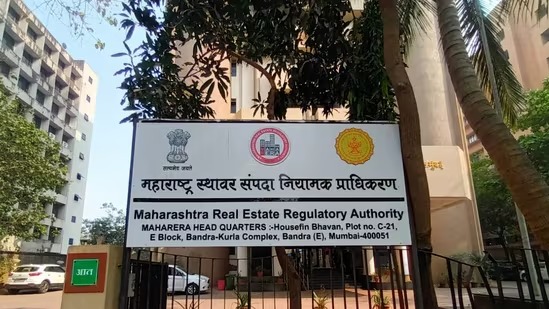 सत्यमेव जयते
महाराष्ट्र स्थावर संपदा नियामक प्राधिकरण
Maharashtra Real Estate Regulatory Authority
MAHARERA HEAD QUARTERS :- Housefin Bhavan, Plot no. C-21,
E Block, Bandra-Kurla Complex, Bandra (E), Mumbai-400051